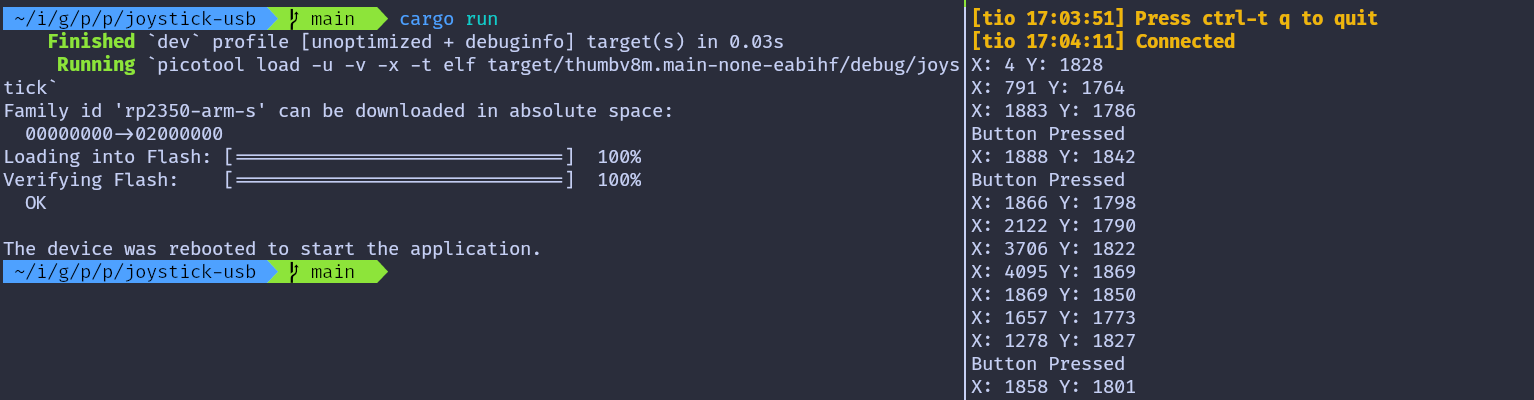 ~/i/g/p/p/joystick-usb main cargo run
Finished `dev` profile [unoptimized + debuginfo] target(s) in 0.03s
Running `picotool load -u -v -x -t elf target/thumbv8m.main-none-eabihf/debug/joys
tick`
Family id 'rp2350-arm-s' can be downloaded in absolute space:
00000000->02000000
Loading into Flash: [==============================] 100%
Verifying Flash: [==============================] 100%
OK
The device was rebooted to start the application.
~/i/g/p/p/joystick-usb main
[tio 17:03:51] Press ctrl-t q to quit
[tio 17:04:11] Connected
X: 4 Y: 1828
X: 791 Y: 1764
X: 1883 Y: 1786
Button Pressed
X: 1888 Y: 1842
Button Pressed
X: 1866 Y: 1798
X: 2122 Y: 1790
X: 3706 Y: 1822
X: 4095 Y: 1869
X: 1869 Y: 1850
X: 1657 Y: 1773
X: 1278 Y: 1827
Button Pressed
X: 1858 Y: 1801